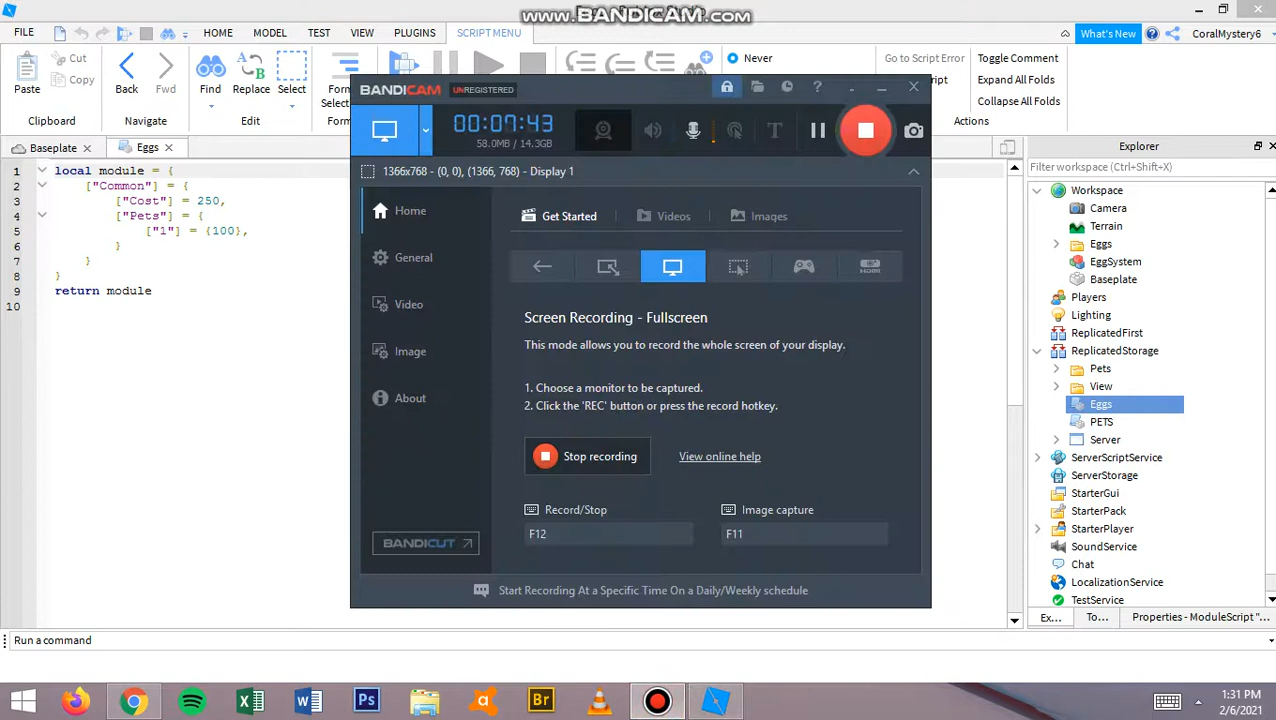 www.BANDICAM.com
FILE HOME MODEL TEST VIEW PLUGINS SCRIPT MENU What's New CoralMystery6
Paste Cut Copy
Clipboard
Back Fwd
Navigate
Find Replace Select
Edit
Never
Go to Script Error
Toggle Comment
Expand All Folds
Collapse All Folds
Actions
Baseplate Eggs
1 local module = {
2 ["Common"] = {
3 ["Cost"] = 250,
4 ["Pets"] = {
5 ["1"] = {100},
6 }
7 }
8 }
9 return module
10
BANDICAM UNREGISTERED
00:07:43
58.0MB / 14.3GB
1366x768 - (0, 0), (1366, 768) - Display 1
Home
General
Video
Image
About
BANDICUT
Get Started Videos Images
HDMI
Screen Recording - Fullscreen
This mode allows you to record the whole screen of your display.
1. Choose a monitor to be captured.
2. Click the 'REC' button or press the record hotkey.
Stop recording View online help
Record/Stop Image capture
F12 F11
Start Recording At a Specific Time On a Daily/Weekly schedule
Explorer
Filter workspace (Ctrl+Shift+X)
Workspace
Camera
Terrain
Eggs
EggSystem
Baseplate
Players
Lighting
ReplicatedFirst
ReplicatedStorage
Pets
View
Eggs
PETS
Server
ServerScriptService
ServerStorage
StarterGui
StarterPack
StarterPlayer
SoundService
Chat
LocalizationService
TestService
Ex... To... Properties - ModuleScript "...
Run a command
Ps Br
1:31 PM
2/6/2021